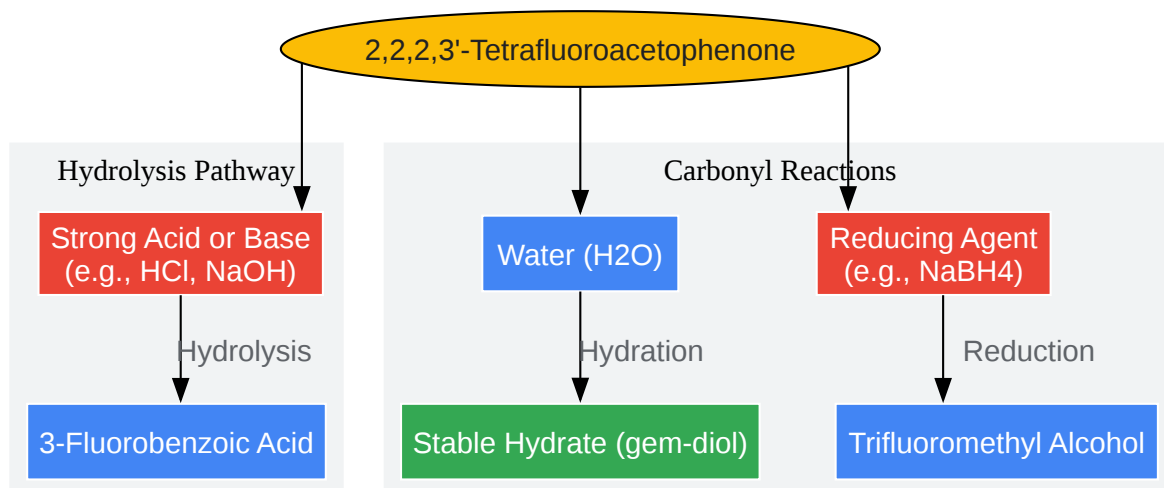 2,2,2,3'-Tetrafluoroacetophenone
Hydrolysis Pathway
Carbonyl Reactions
Strong Acid or Base
(e.g., HCl, NaOH)
Water (H2O)
Reducing Agent
(e.g., NaBH4)
Hydrolysis
Hydration
Reduction
3-Fluorobenzoic Acid
Stable Hydrate (gem-diol)
Trifluoromethyl Alcohol